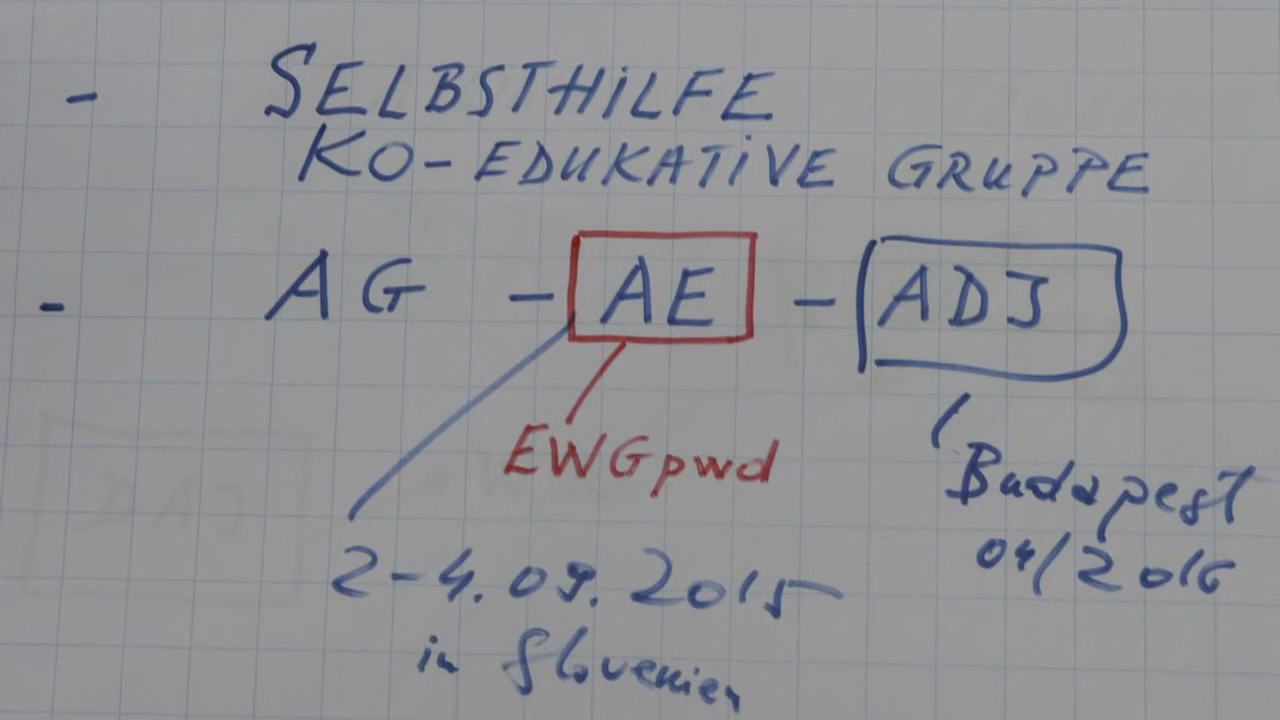 - SELBSTHiLFE
KO-EDUKATiVE GRUPPE
- AG - AE - ADJ
EWGpwd
Budapest
04/2016
2-4.09.2015
in Slovenien